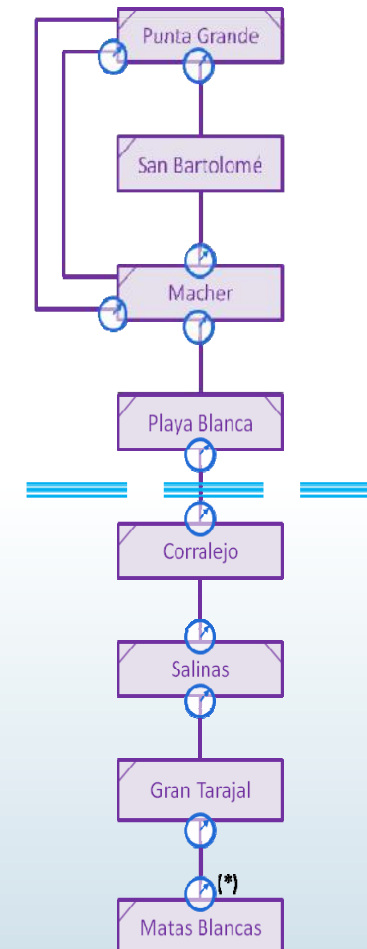 Punta Grande
San Bartolomé
Macher
Playa Blanca
Corralejo
Salinas
Gran Tarajal
(*)
Matas Blancas